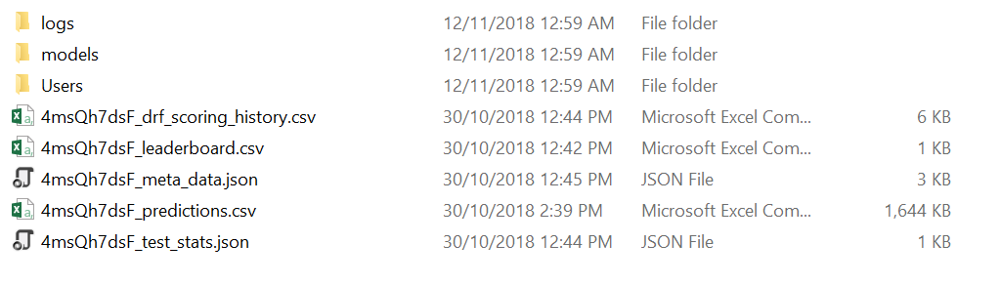 logs 12/11/2018 12:59 AM File folder
models 12/11/2018 12:59 AM File folder
Users 12/11/2018 12:59 AM File folder
4msQh7dsF_drf_scoring_history.csv 30/10/2018 12:44 PM Microsoft Excel Com... 6 KB
4msQh7dsF_leaderboard.csv 30/10/2018 12:42 PM Microsoft Excel Com... 1 KB
4msQh7dsF_meta_data.json 30/10/2018 12:45 PM JSON File 3 KB
4msQh7dsF_predictions.csv 30/10/2018 2:39 PM Microsoft Excel Com... 1,644 KB
4msQh7dsF_test_stats.json 30/10/2018 12:44 PM JSON File 1 KB